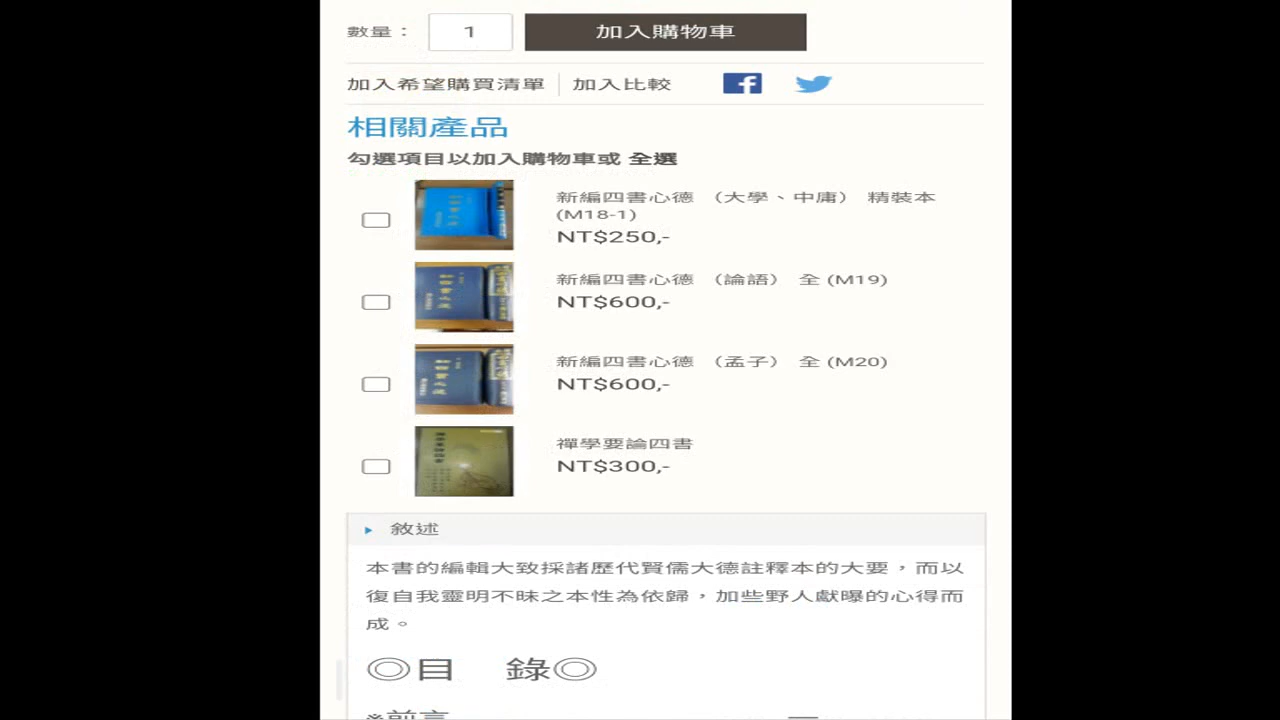 數量：
1
加入購物車
加入希望購買清單
加入比較
相關產品
勾選項目以加入購物車或 全選
新編四書心德 （大學、中庸） 精裝本
(M18-1)
NT$250,-
新編四書心德 （論語） 全 (M19)
NT$600,-
新編四書心德 （孟子） 全 (M20)
NT$600,-
禪學要論四書
NT$300,-
敘述
本書的編輯大致採諸歷代賢儒大德註釋本的大要，而以
復自我靈明不昧之本性為依歸，加些野人獻曝的心得而
成。
◎目 錄◎
※前言